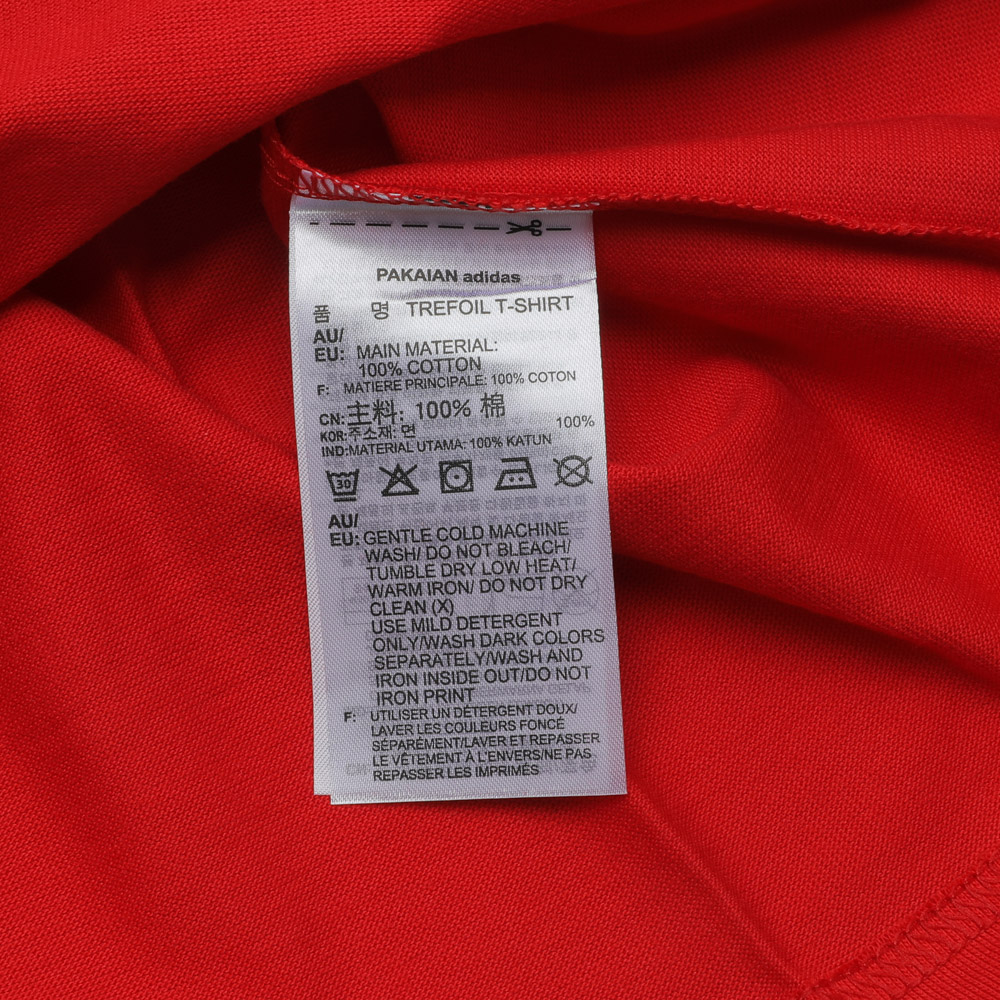 PAKAIAN adidas
품 명 TREFOIL T-SHIRT
AU/
EU: MAIN MATERIAL:
100% COTTON
F: MATIERE PRINCIPALE: 100% COTON
CN: 主料: 100% 棉
KOR:주소재: 면 100%
IND:MATERIAL UTAMA: 100% KATUN
30
AU/
EU: GENTLE COLD MACHINE
WASH/ DO NOT BLEACH/
TUMBLE DRY LOW HEAT/
WARM IRON/ DO NOT DRY
CLEAN (X)
USE MILD DETERGENT
ONLY/WASH DARK COLORS
SEPARATELY/WASH AND
IRON INSIDE OUT/DO NOT
IRON PRINT
F: UTILISER UN DÉTERGENT DOUX/
LAVER LES COULEURS FONCÉ
SÉPARÉMENT/LAVER ET REPASSER
LE VÊTEMENT À L'ENVERS/NE PAS
REPASSER LES IMPRIMÉS